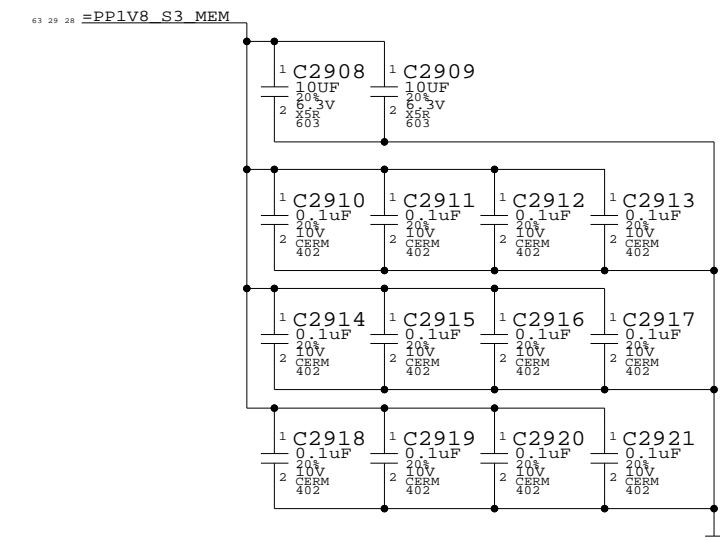 63 29 28 =PP1V8_S3_MEM
1 C2908 1 C2909
10UF 10UF
20% 20%
2 6.3V 2 6.3V
X5R X5R
603 603
1 C2910 1 C2911 1 C2912 1 C2913
0.1uF 0.1uF 0.1uF 0.1uF
20% 20% 20% 20%
2 10V 2 10V 2 10V 2 10V
CERM CERM CERM CERM
402 402 402 402
1 C2914 1 C2915 1 C2916 1 C2917
0.1uF 0.1uF 0.1uF 0.1uF
20% 20% 20% 20%
2 10V 2 10V 2 10V 2 10V
CERM CERM CERM CERM
402 402 402 402
1 C2918 1 C2919 1 C2920 1 C2921
0.1uF 0.1uF 0.1uF 0.1uF
20% 20% 20% 20%
2 10V 2 10V 2 10V 2 10V
CERM CERM CERM CERM
402 402 402 402